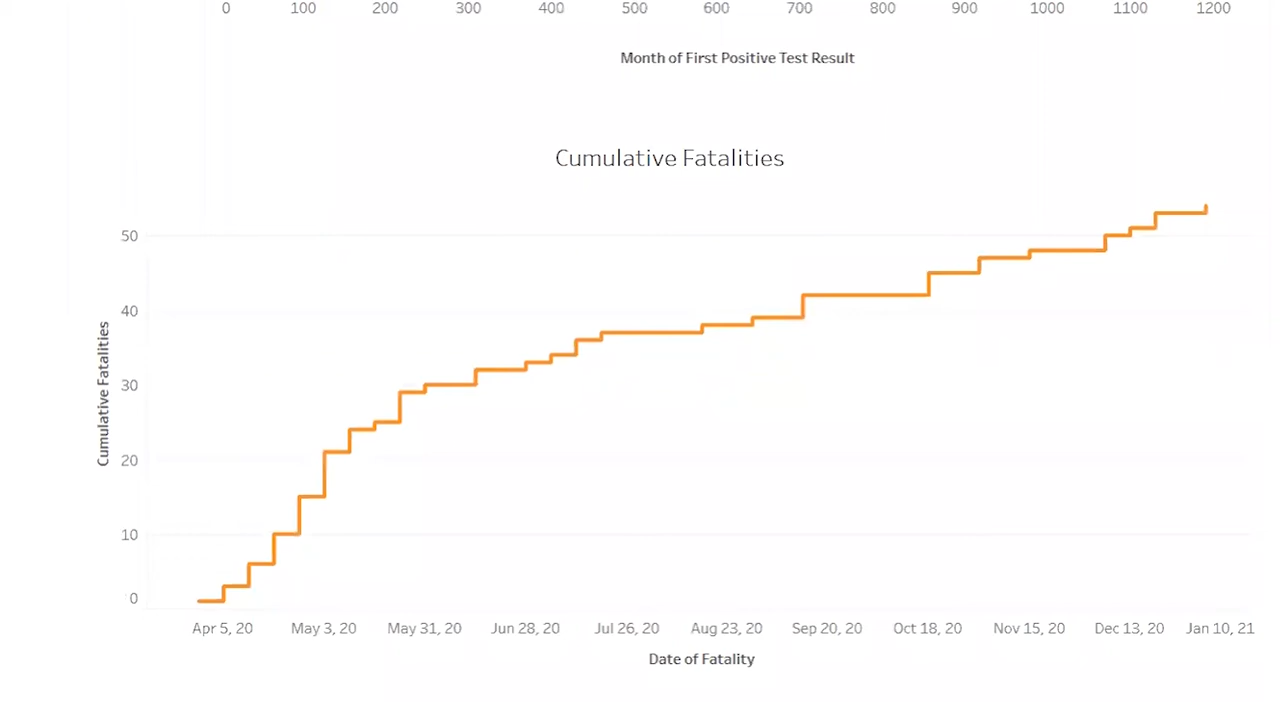 0 100 200 300 400 500 600 700 800 900 1000 1100 1200
Month of First Positive Test Result
Cumulative Fatalities
50
40
30
20
10
0
Cumulative Fatalities
Apr 5, 20 May 3, 20 May 31, 20 Jun 28, 20 Jul 26, 20 Aug 23, 20 Sep 20, 20 Oct 18, 20 Nov 15, 20 Dec 13, 20 Jan 10, 21
Date of Fatality